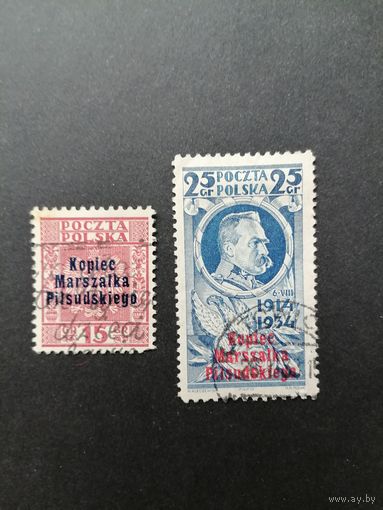 POCZTA
POLSKA
Kopiec
Marszałka
Piłsudskiego
15
25 POCZTA 25
GR POLSKA GR
6·VIII
1914
1934
Kopiec
Marszałka
Piłsudskiego
ay.by